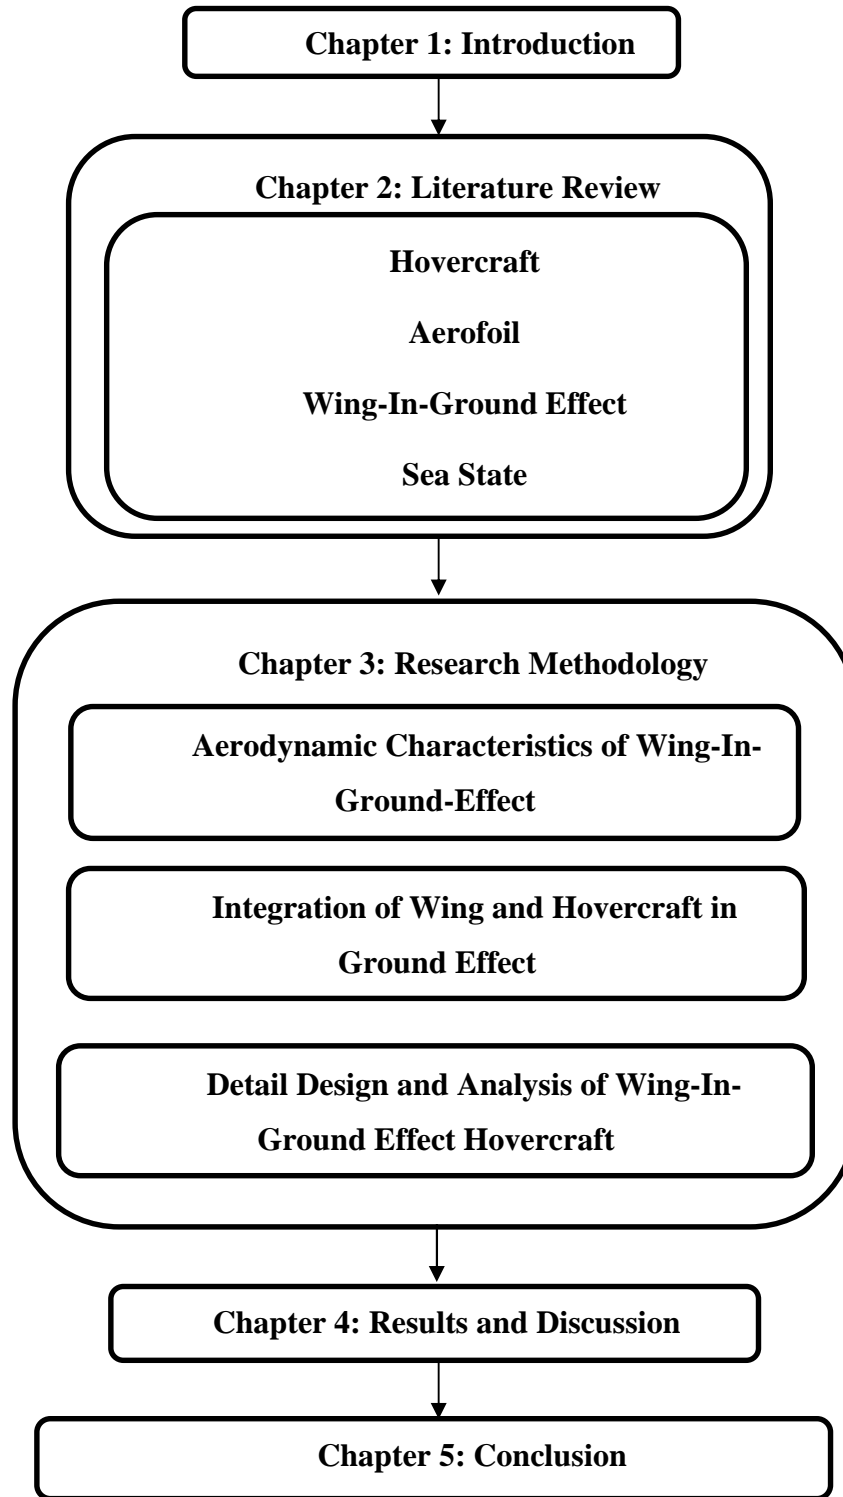 Chapter 1: Introduction
Chapter 2: Literature Review
Hovercraft
Aerofoil
Wing-In-Ground Effect
Sea State
Chapter 3: Research Methodology
Aerodynamic Characteristics of Wing-In-
Ground-Effect
Integration of Wing and Hovercraft in
Ground Effect
Detail Design and Analysis of Wing-In-
Ground Effect Hovercraft
Chapter 4: Results and Discussion
Chapter 5: Conclusion